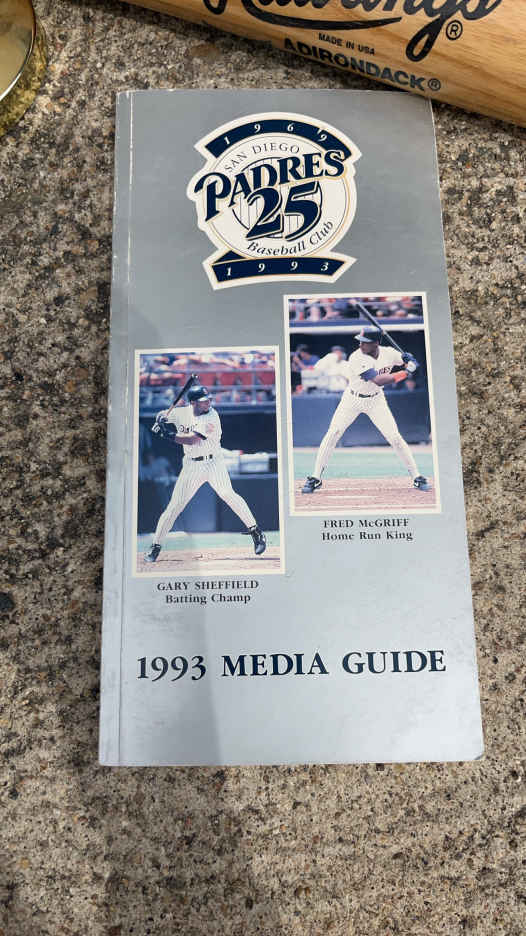 Rawlings®
MADE IN USA
ADIRONDACK®
1969
SAN DIEGO
PADRES
25
Baseball Club
1993
FRED McGRIFF
Home Run King
GARY SHEFFIELD
Batting Champ
1993 MEDIA GUIDE